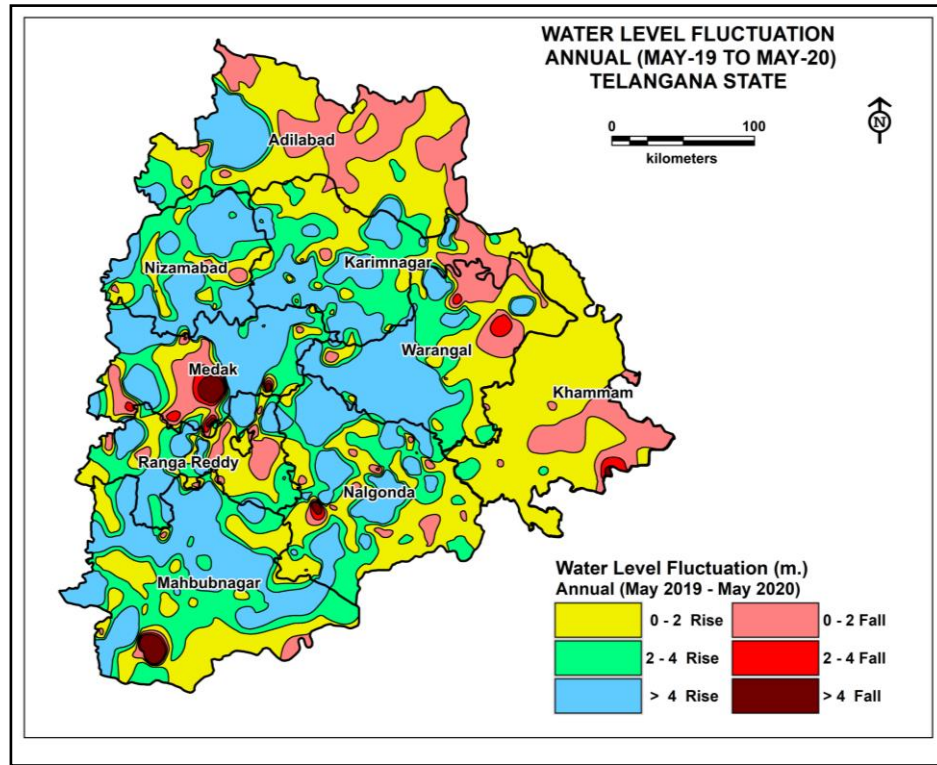 WATER LEVEL FLUCTUATION
ANNUAL (MAY-19 TO MAY-20)
TELANGANA STATE
0 100
kilometers
N
Adilabad
Nizamabad
Karimnagar
Medak
Warangal
Khammam
Ranga Reddy
Nalgonda
Mahbubnagar
Water Level Fluctuation (m.)
Annual (May 2019 - May 2020)
0 - 2 Rise 0 - 2 Fall
2 - 4 Rise 2 - 4 Fall
> 4 Rise > 4 Fall